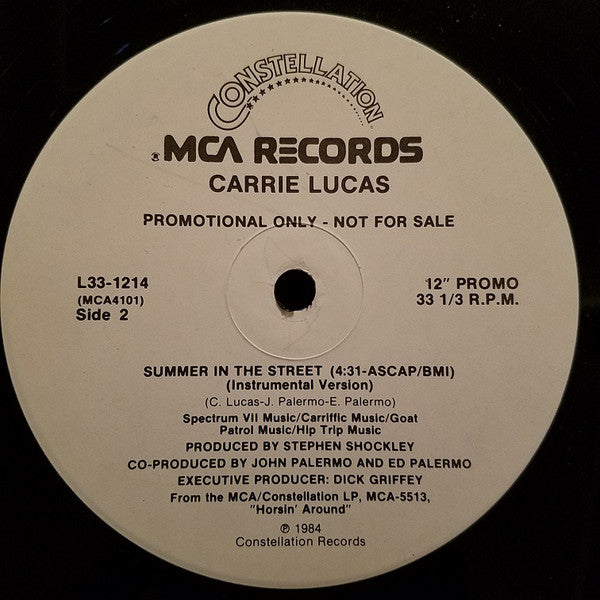 CONSTELLATION
® MCA RECORDS
CARRIE LUCAS
PROMOTIONAL ONLY - NOT FOR SALE
L33-1214
(MCA4101)
Side 2
12" PROMO
33 1/3 R.P.M.
SUMMER IN THE STREET (4:31-ASCAP/BMI)
(Instrumental Version)
(C. Lucas-J. Palermo-E. Palermo)
Spectrum VII Music/Carriffic Music/Goat
Patrol Music/Hip Trip Music
PRODUCED BY STEPHEN SHOCKLEY
CO-PRODUCED BY JOHN PALERMO AND ED PALERMO
EXECUTIVE PRODUCER: DICK GRIFFEY
From the MCA/Constellation LP, MCA-5513,
"Horsin' Around"
℗ 1984
Constellation Records